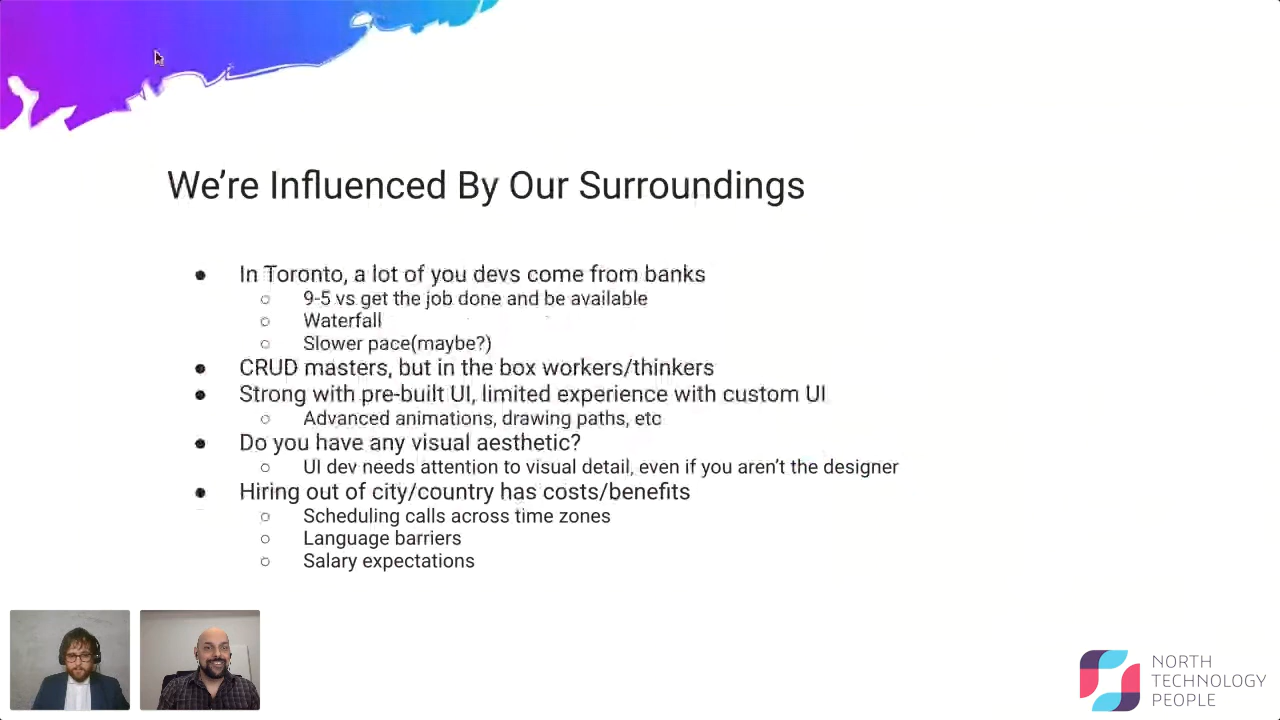 We're Influenced By Our Surroundings
● In Toronto, a lot of you devs come from banks
○ 9-5 vs get the job done and be available
○ Waterfall
○ Slower pace(maybe?)
● CRUD masters, but in the box workers/thinkers
● Strong with pre-built UI, limited experience with custom UI
○ Advanced animations, drawing paths, etc
● Do you have any visual aesthetic?
○ UI dev needs attention to visual detail, even if you aren't the designer
● Hiring out of city/country has costs/benefits
○ Scheduling calls across time zones
○ Language barriers
○ Salary expectations
NORTH
TECHNOLOGY
PEOPLE